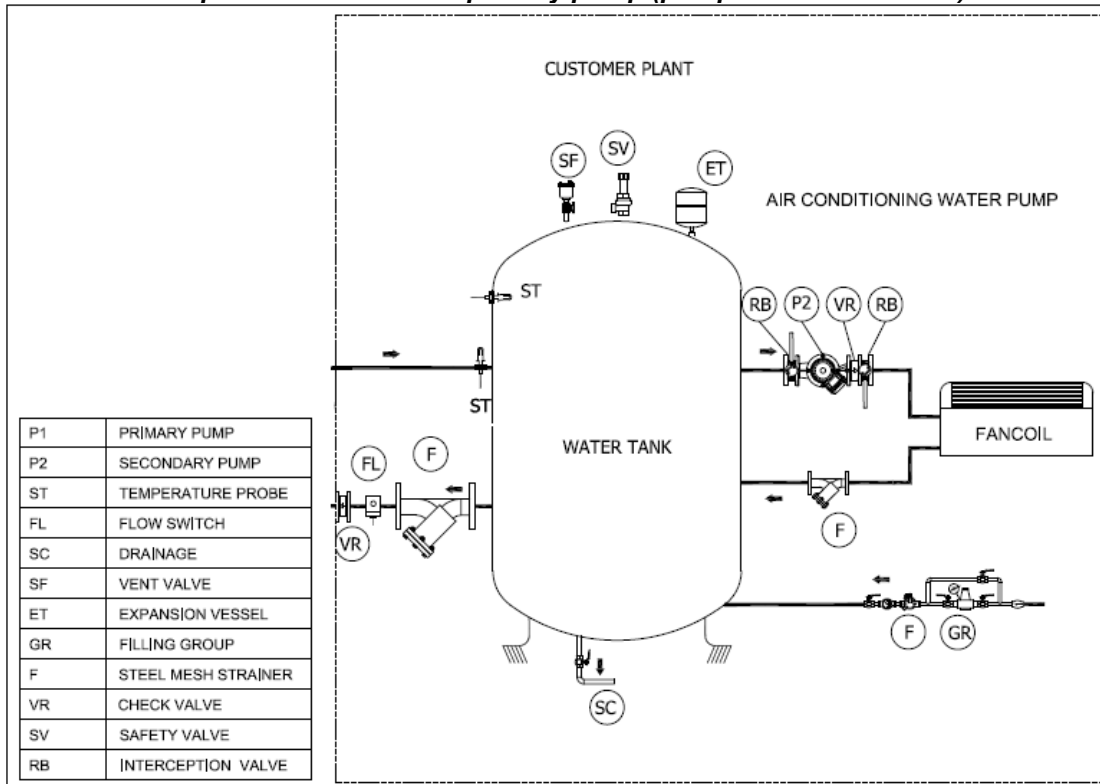 CUSTOMER PLANT
SF
SV
ET
AIR CONDITIONING WATER PUMP
ST
RB
P2
VR
RB
ST
FANCOIL
WATER TANK
FL
F
VR
F
F
GR
SC
P1 PRIMARY PUMP
P2 SECONDARY PUMP
ST TEMPERATURE PROBE
FL FLOW SWITCH
SC DRAINAGE
SF VENT VALVE
ET EXPANSION VESSEL
GR FILLING GROUP
F STEEL MESH STRAINER
VR CHECK VALVE
SV SAFETY VALVE
RB INTERCEPTION VALVE